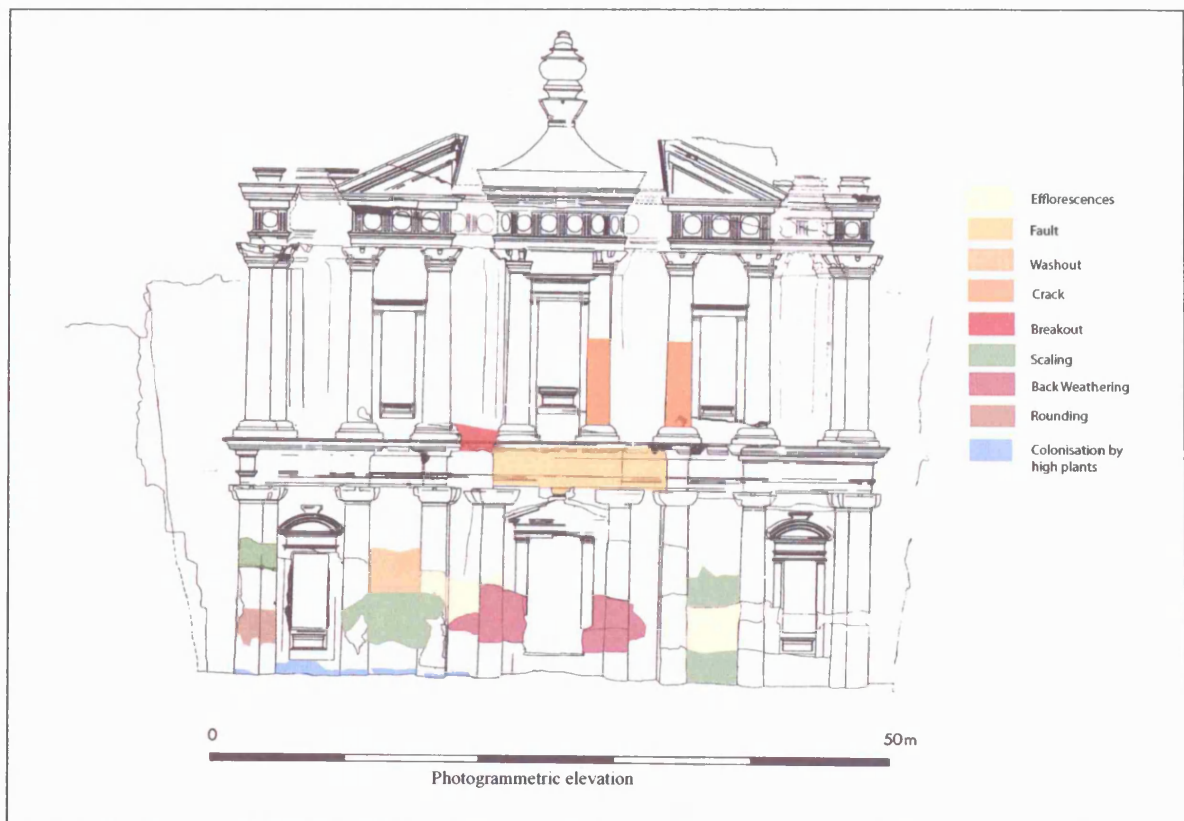 Efflorescences
Fault
Washout
Crack
Breakout
Scaling
Back Weathering
Rounding
Colonisation by
high plants
0
50m
Photogrammetric elevation